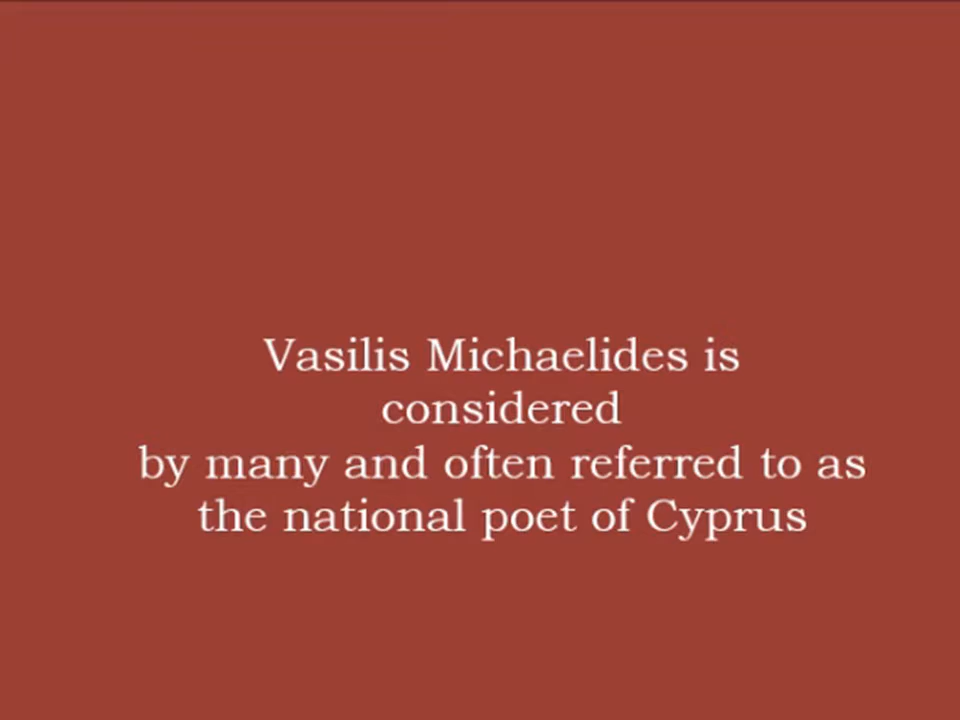 Vasilis Michaelides is
considered
by many and often referred to as
the national poet of Cyprus